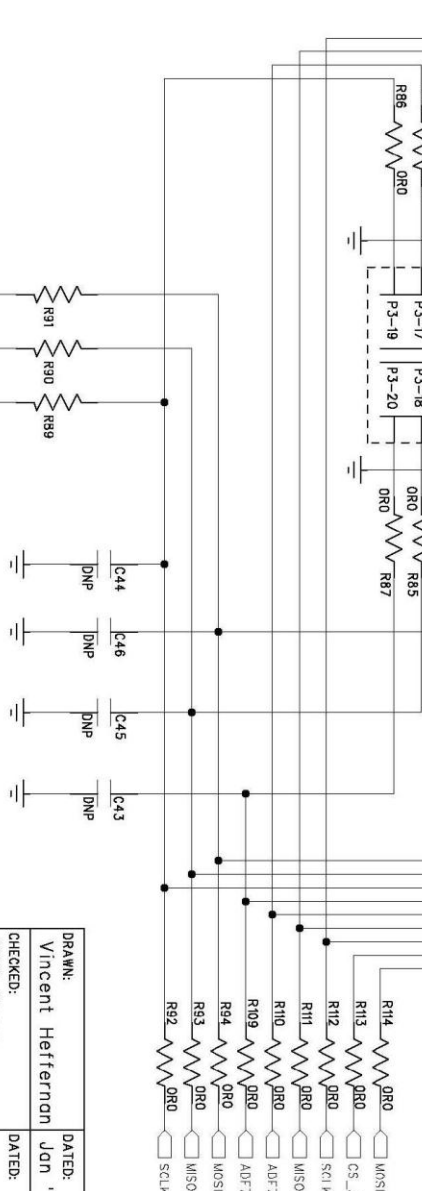 R86
0R0
P3-17
P3-18
P3-19
P3-20
0R0
0R0
R85
R87
R91
R90
R89
C44
DNP
C46
DNP
C45
DNP
C43
DNP
R92
0R0
R93
0R0
R94
0R0
R109
0R0
R110
0R0
R111
0R0
R112
0R0
R113
0R0
R114
0R0
SCLK
MISO
MOSI
MISO
SCLK
CS_
MOSI
DRAWN:
Vincent Heffernan
DATED:
Jan '
CHECKED:
DATED: